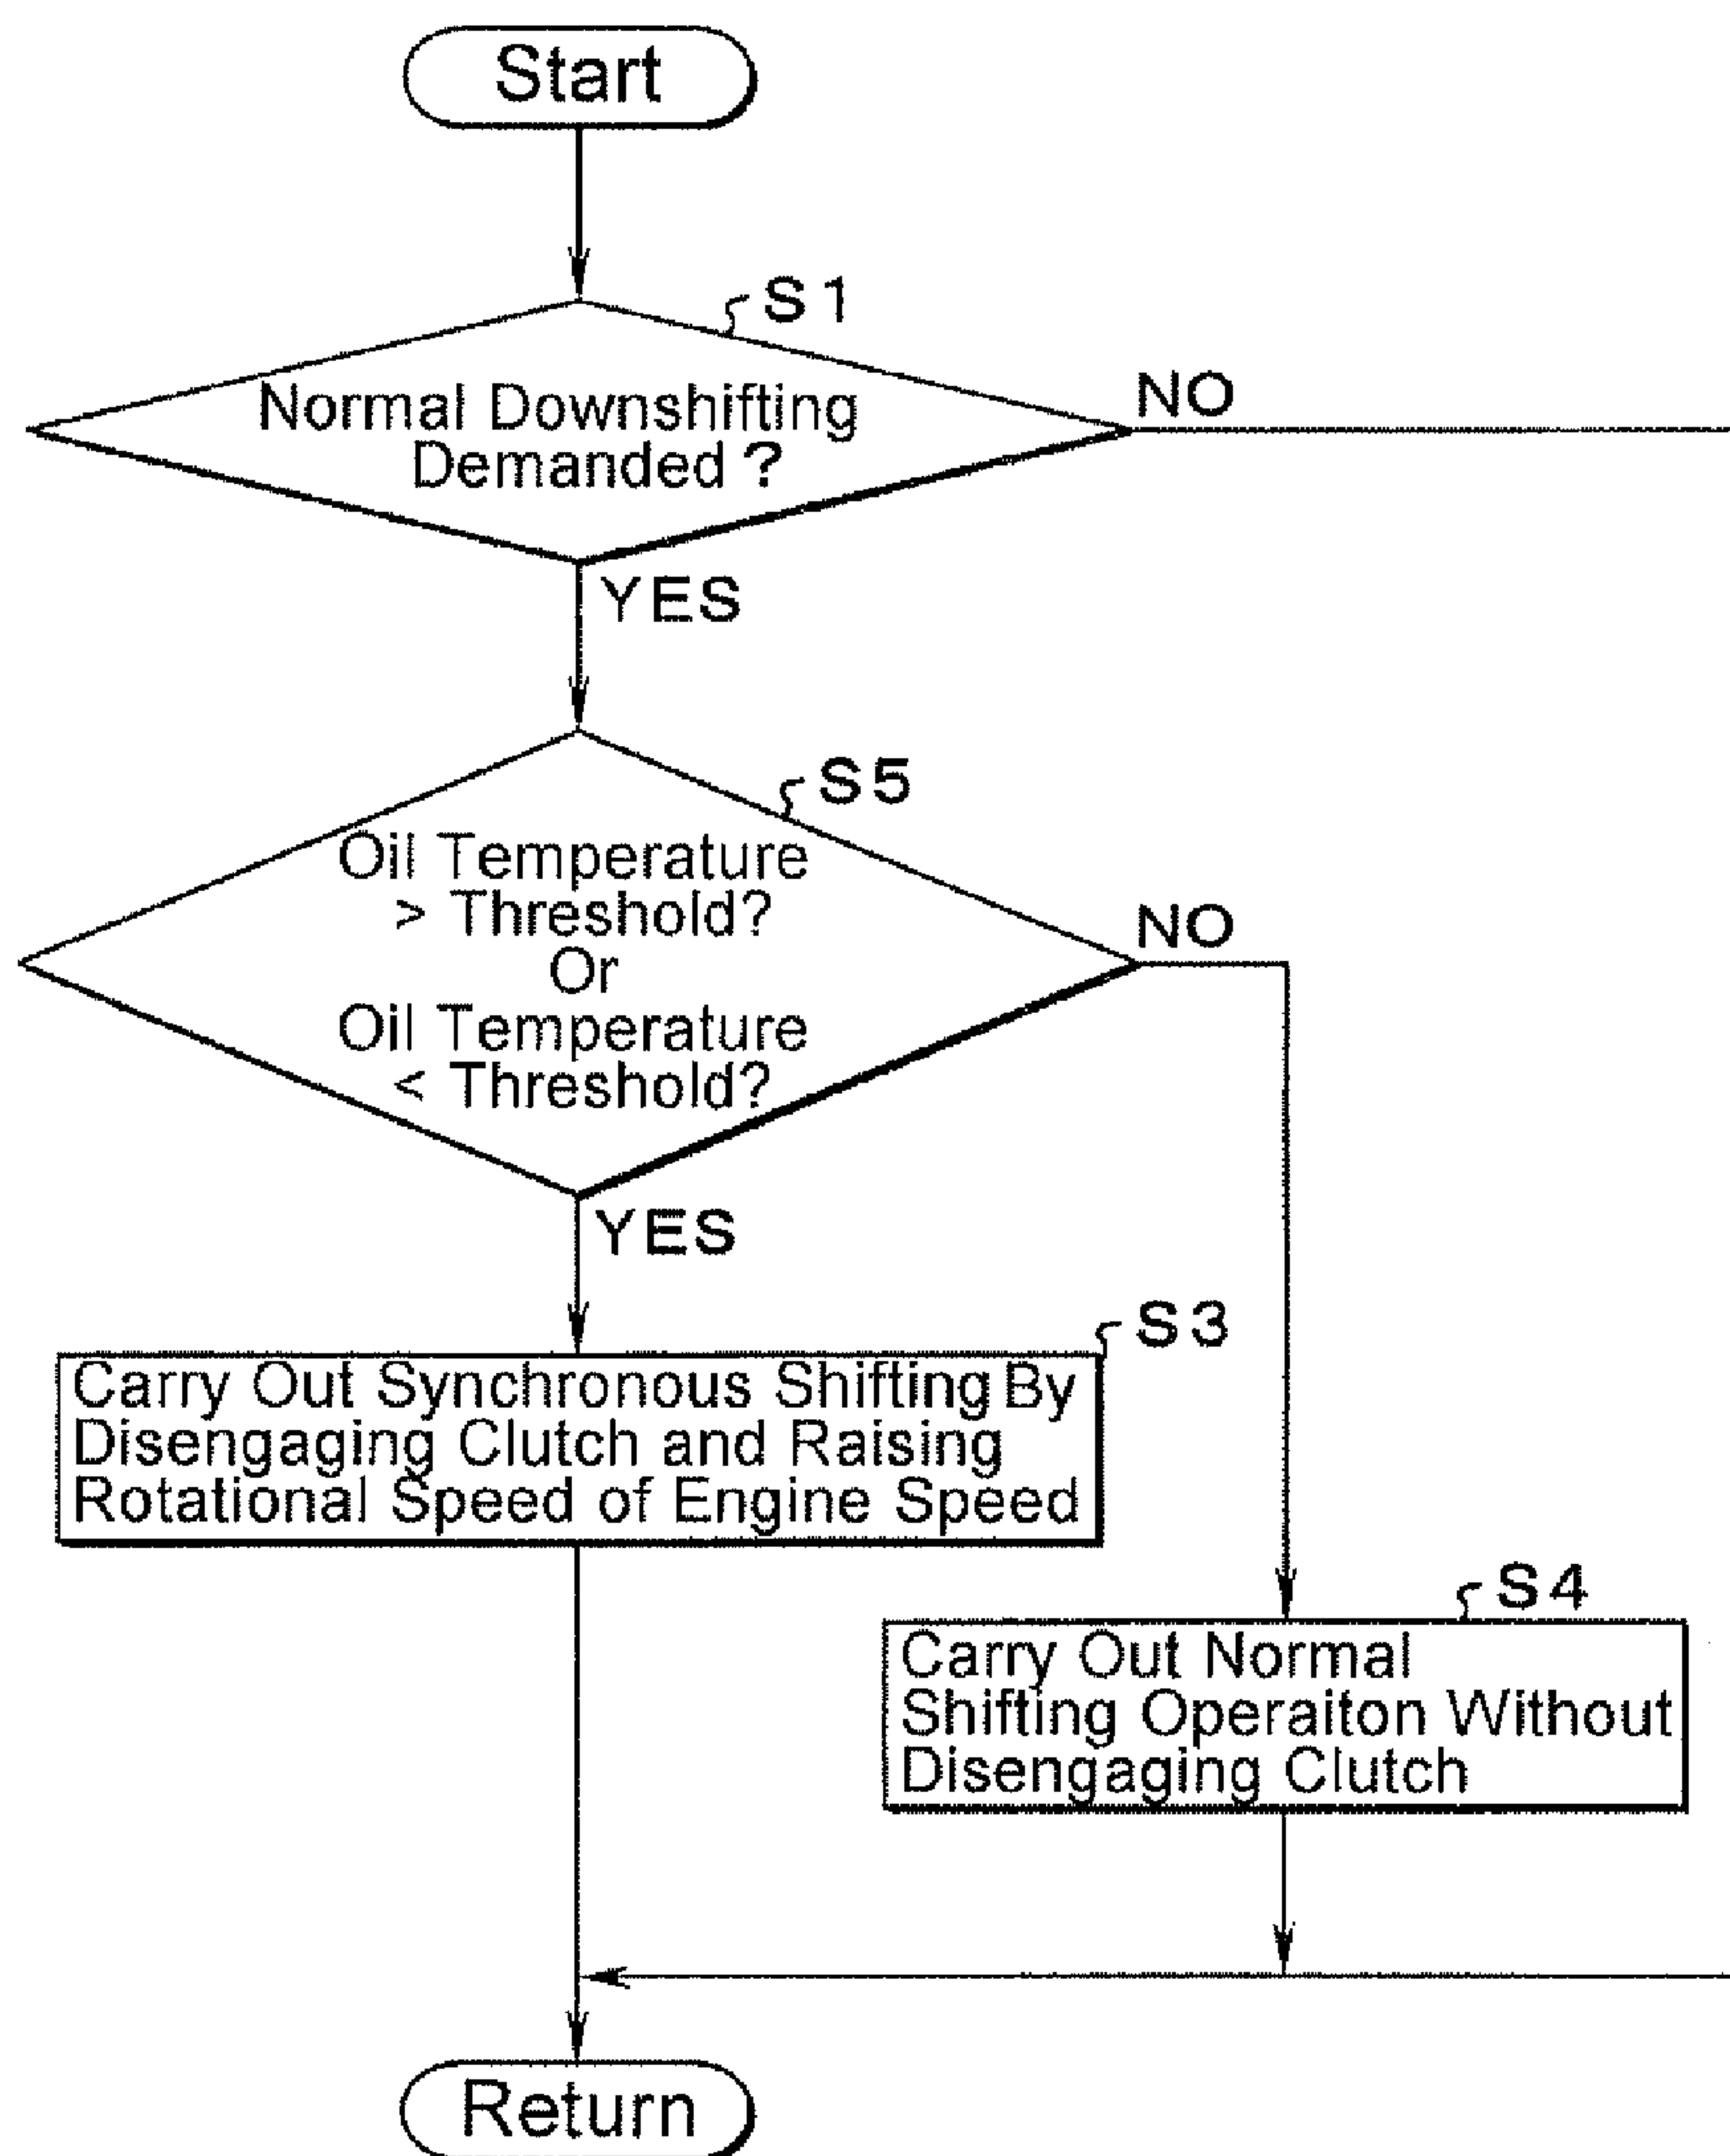 Start
S1
Normal Downshifting
Demanded ?
NO
YES
S5
Oil Temperature
> Threshold?
Or
Oil Temperature
< Threshold?
NO
YES
S3
Carry Out Synchronous Shifting By
Disengaging Clutch and Raising
Rotational Speed of Engine Speed
S4
Carry Out Normal
Shifting Operaiton Without
Disengaging Clutch
Return